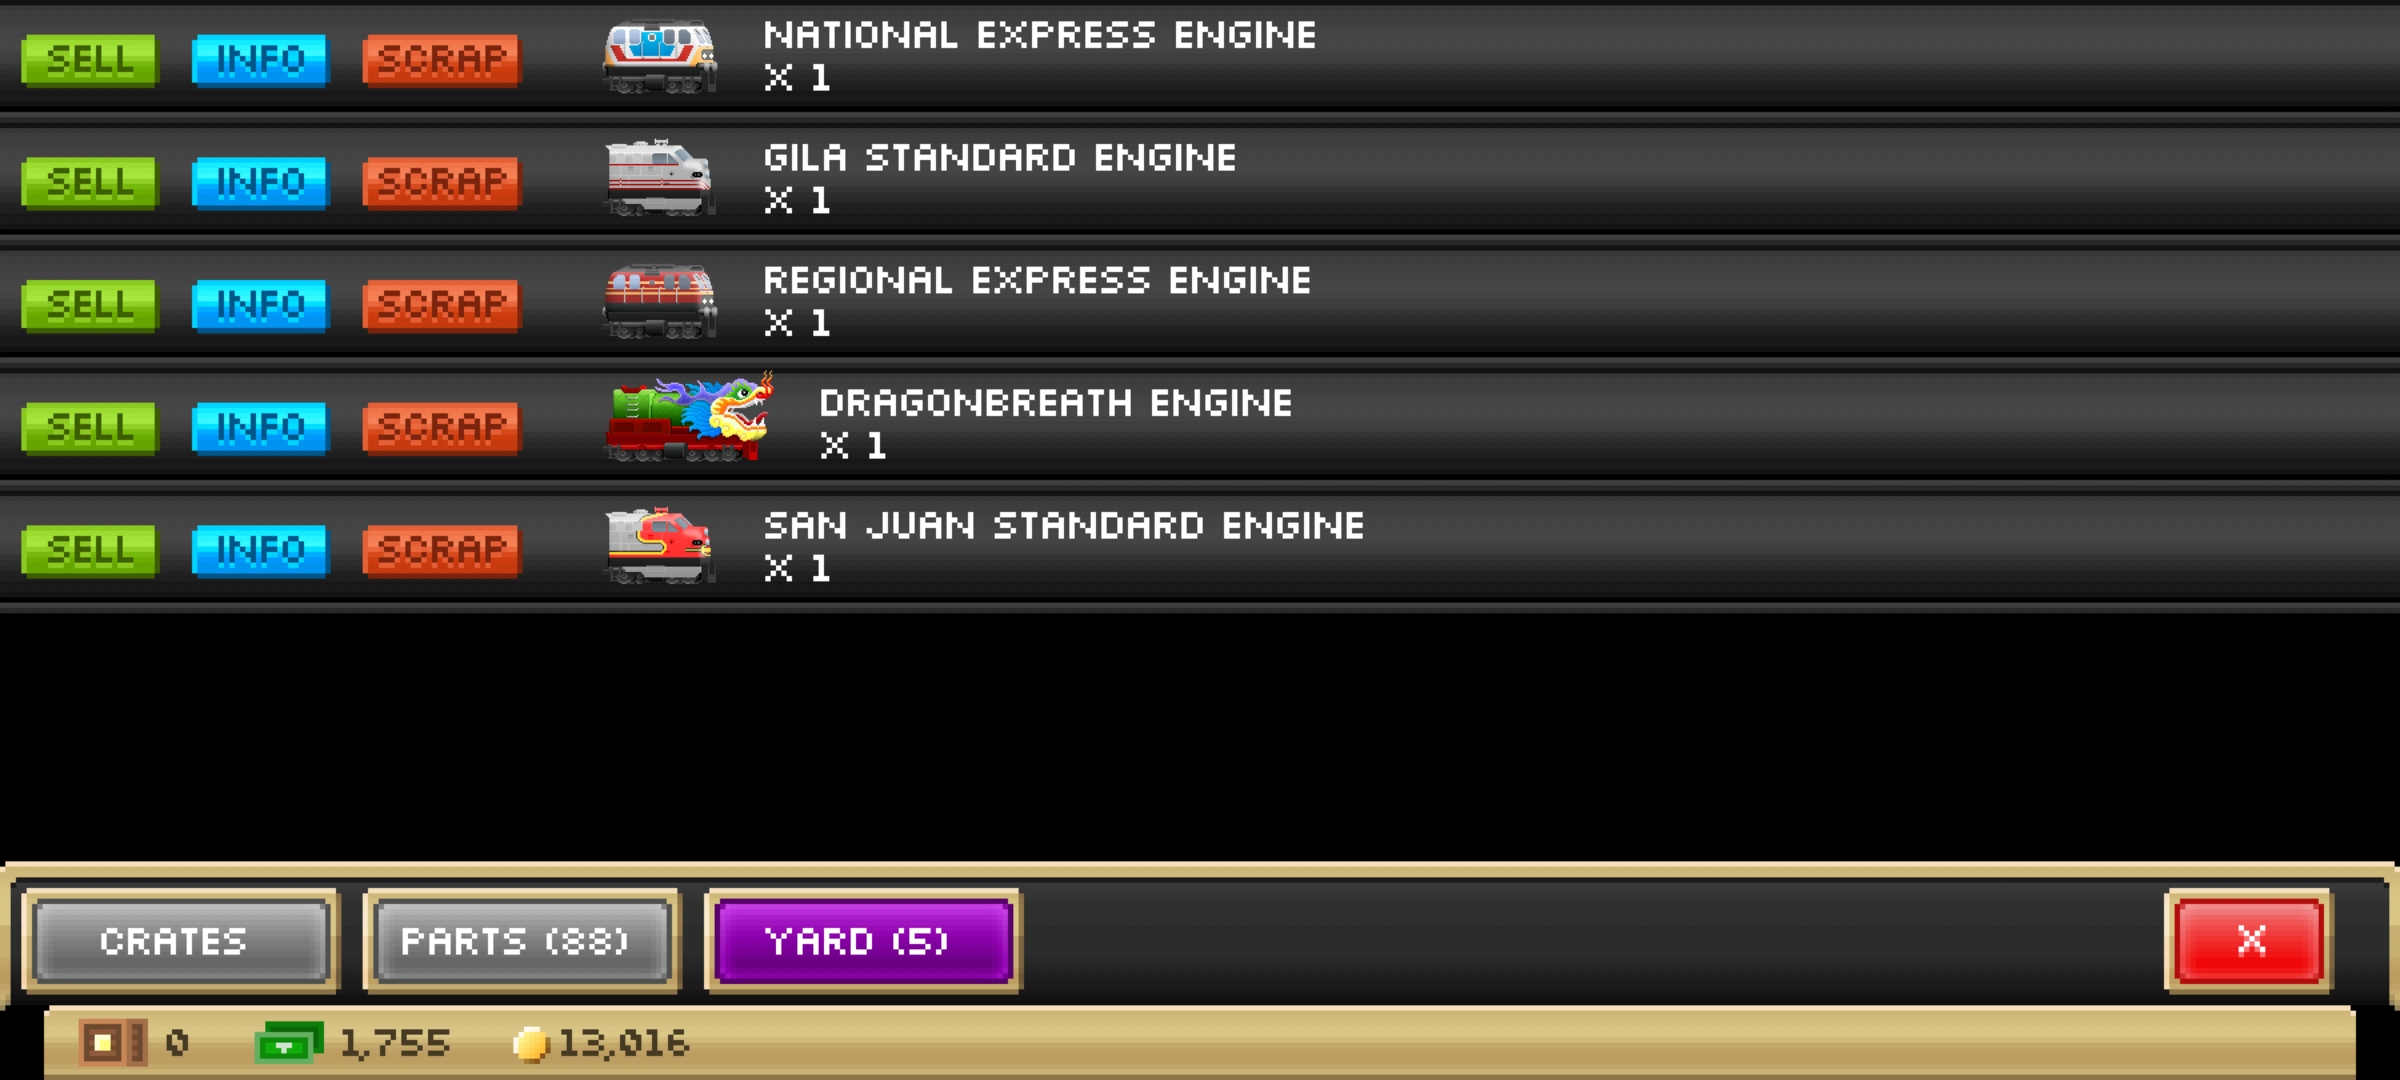 SELL INFO SCRAP NATIONAL EXPRESS ENGINE
X 1
SELL INFO SCRAP GILA STANDARD ENGINE
X 1
SELL INFO SCRAP REGIONAL EXPRESS ENGINE
X 1
SELL INFO SCRAP DRAGONBREATH ENGINE
X 1
SELL INFO SCRAP SAN JUAN STANDARD ENGINE
X 1
CRATES PARTS (88) YARD (5) X
0 1,755 13,016